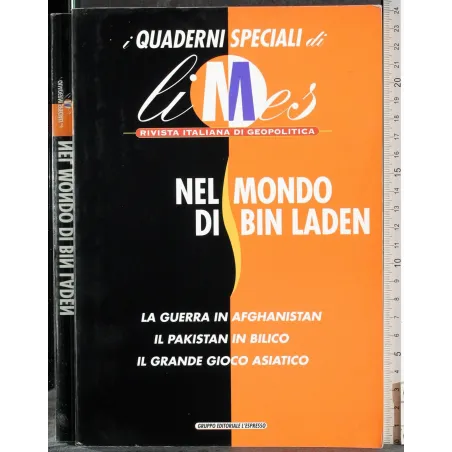 i QUADERNI SPECIALI di
liMes
RIVISTA ITALIANA DI GEOPOLITICA
NEL MONDO
DI BIN LADEN
LA GUERRA IN AFGHANISTAN
IL PAKISTAN IN BILICO
IL GRANDE GIOCO ASIATICO
GRUPPO EDITORIALE L'ESPRESSO
NEL MONDO DI BIN LADEN